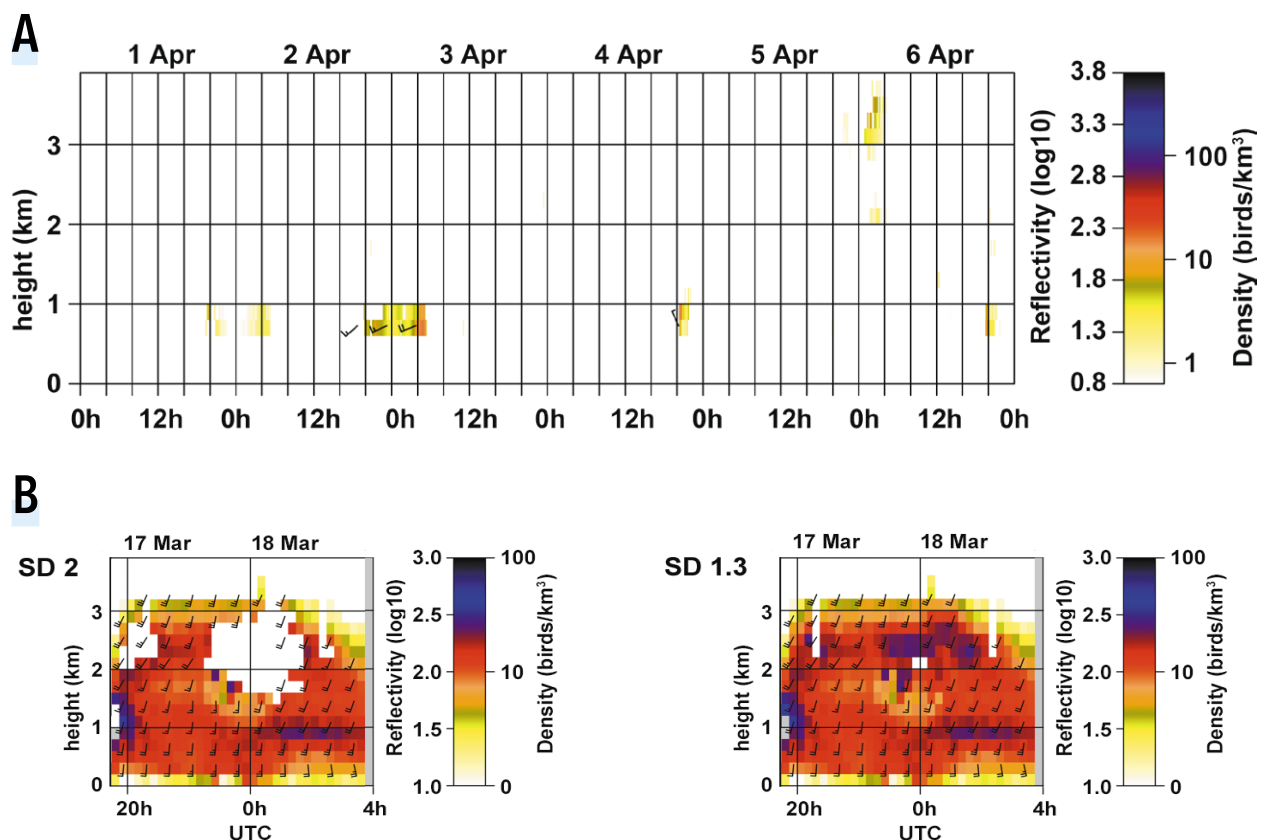 A
1 Apr 2 Apr 3 Apr 4 Apr 5 Apr 6 Apr
height (km)
3
2
1
0
0h 12h 0h 12h 0h 12h 0h 12h 0h 12h 0h 12h 0h
Reflectivity (log10)
3.8
3.3
2.8
2.3
1.8
1.3
0.8
100
10
1
Density (birds/km³)
B
SD 2
17 Mar 18 Mar
height (km)
3
2
1
0
20h 0h 4h
UTC
Reflectivity (log10)
3.0
2.5
2.0
1.5
1.0
100
10
0
Density (birds/km³)
SD 1.3
17 Mar 18 Mar
height (km)
3
2
1
0
20h 0h 4h
UTC
Reflectivity (log10)
3.0
2.5
2.0
1.5
1.0
100
10
0
Density (birds/km³)